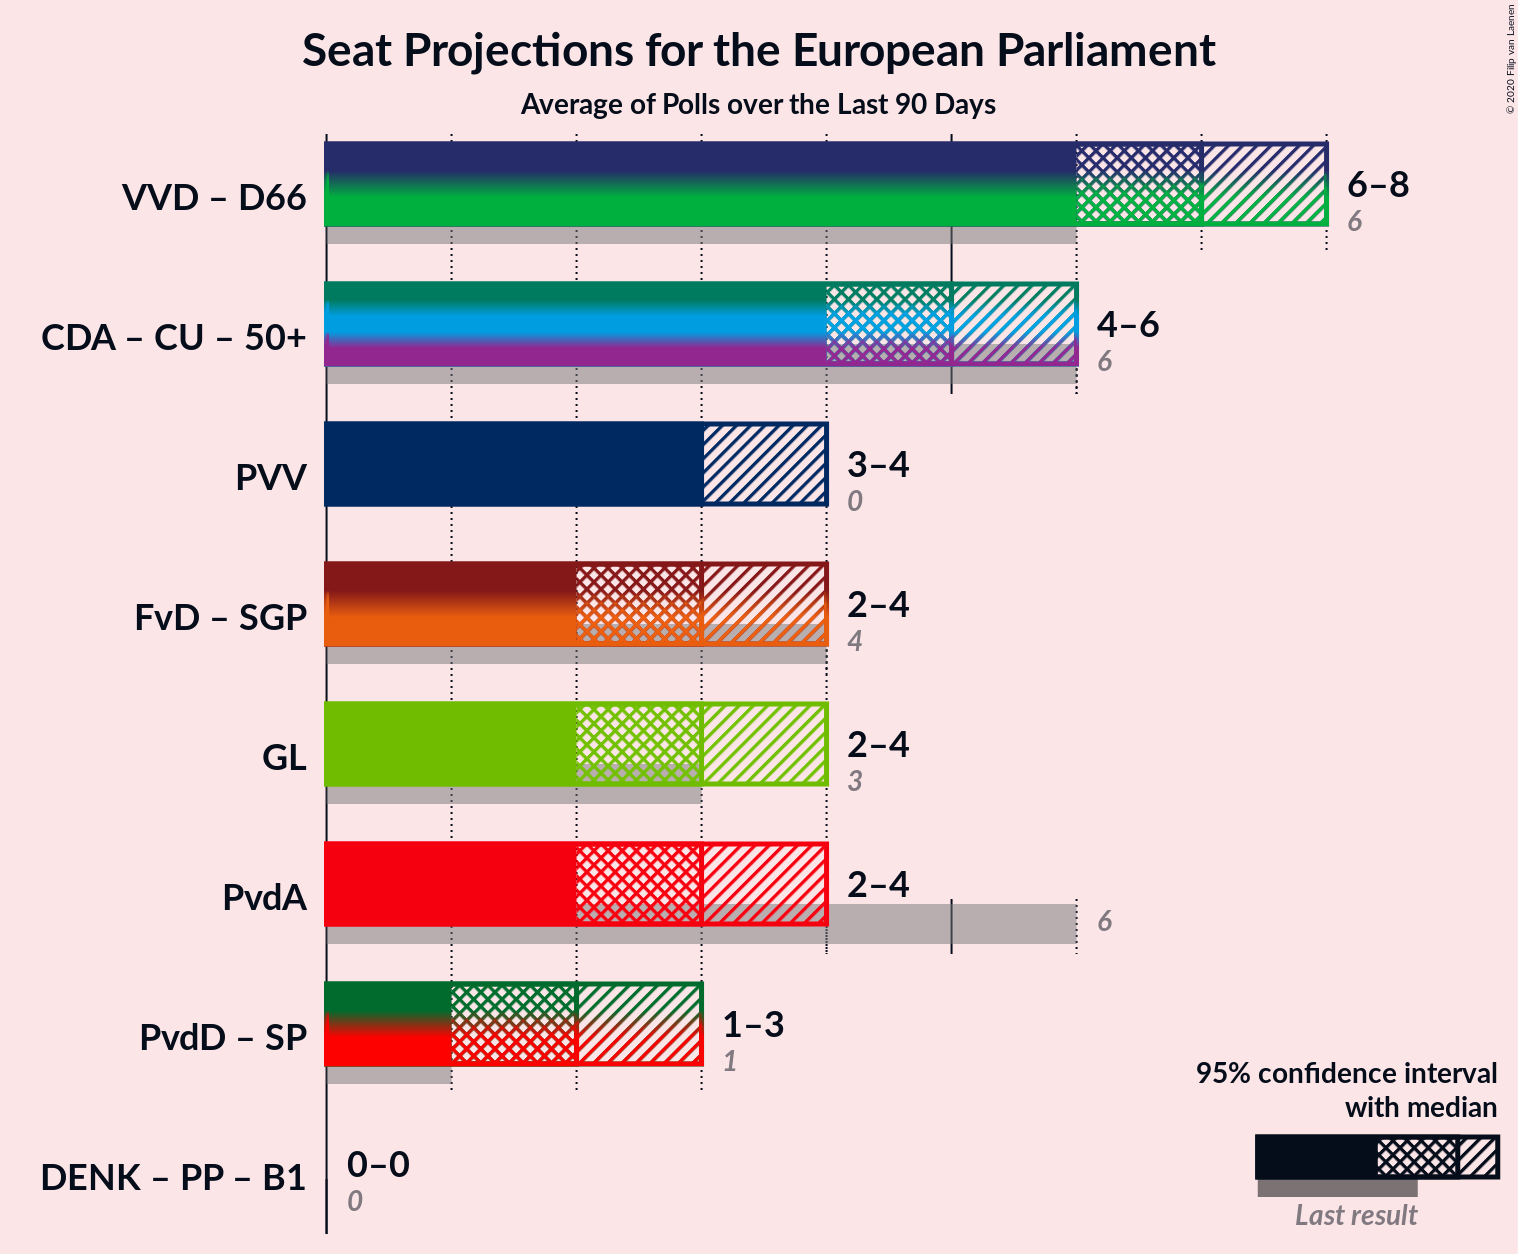 Seat Projections for the European Parliament
Average of Polls over the Last 90 Days
© 2020 Filip van Laenen
VVD – D66
6–8
6
CDA – CU – 50+
4–6
6
PVV
3–4
0
FvD – SGP
2–4
4
GL
2–4
3
PvdA
2–4
6
PvdD – SP
1–3
1
DENK – PP – B1
0–0
0
95% confidence interval
with median
Last result